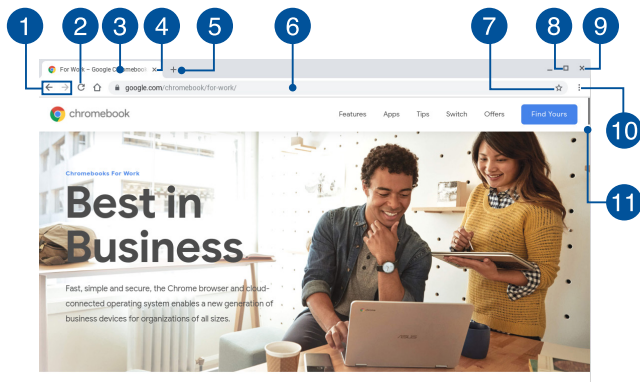 1 2 3 4 5 6 7 8 9
For Work – Google Chromebook
google.com/chromebook/for-work/
10
chromebook Features Apps Tips Switch Offers Find Yours
11
Chromebooks For Work
Best in
Business
Fast, simple and secure, the Chrome browser and cloud-
connected operating system enables a new generation of
business devices for organizations of all sizes.
ASUS